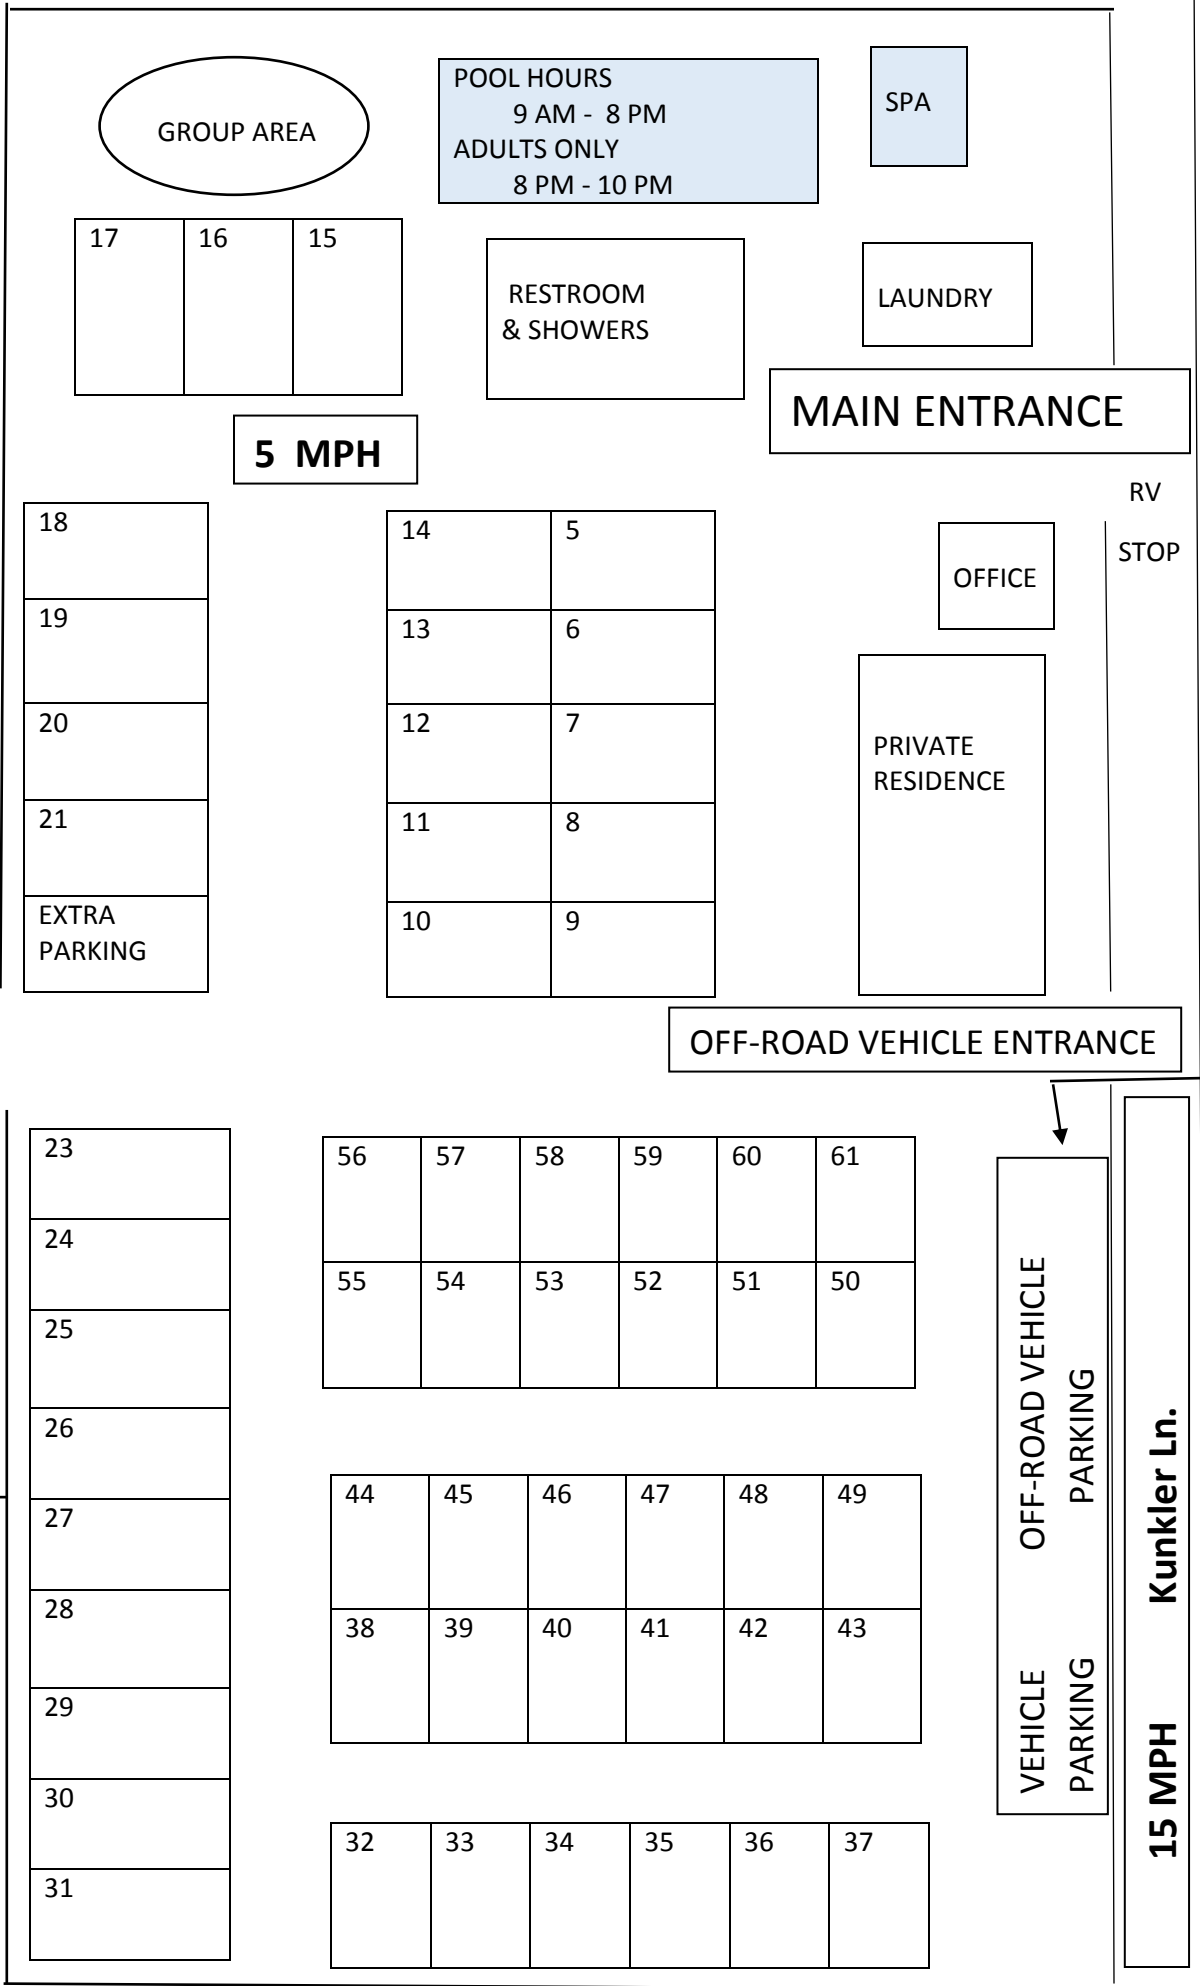 GROUP AREA
POOL HOURS
9 AM - 8 PM
ADULTS ONLY
8 PM - 10 PM
SPA
17 16 15
RESTROOM
& SHOWERS
LAUNDRY
MAIN ENTRANCE
5 MPH
RV
STOP
OFFICE
18
19
20
21
EXTRA
PARKING
14 5
13 6
12 7
11 8
10 9
PRIVATE
RESIDENCE
OFF-ROAD VEHICLE ENTRANCE
23
24
25
26
27
28
29
30
31
56 57 58 59 60 61
55 54 53 52 51 50
44 45 46 47 48 49
38 39 40 41 42 43
32 33 34 35 36 37
OFF-ROAD VEHICLE
PARKING
VEHICLE
PARKING
15 MPH Kunkler Ln.